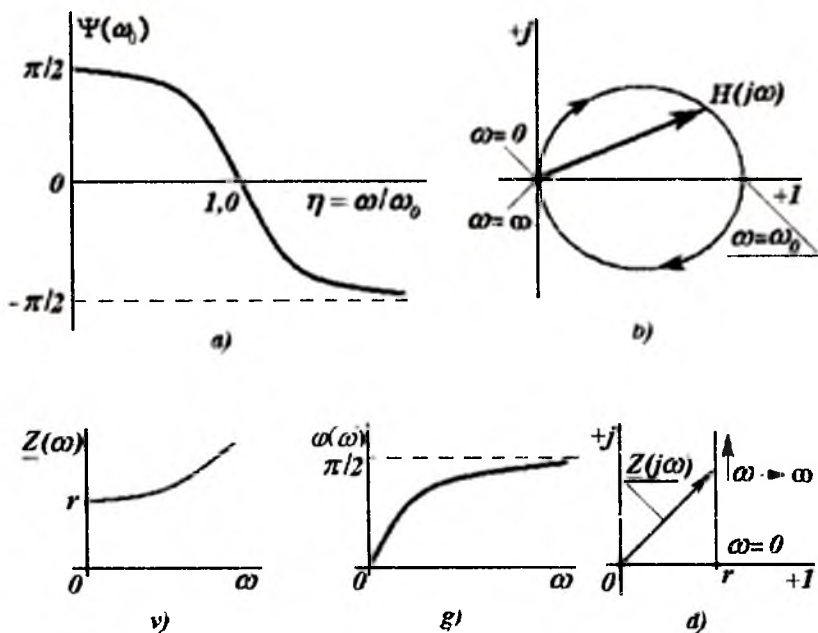 Ψ(ω₀)
π/2
0
1,0
η = ω/ω₀
- π/2
a)
+j
H(jω)
ω=0
ω=∞
+1
ω=ω₀
b)
Z(ω)
r
0
ω
v)
φ(ω)
π/2
0
ω
g)
+j
Z(jω)
ω → ∞
ω=0
0
r
+1
d)